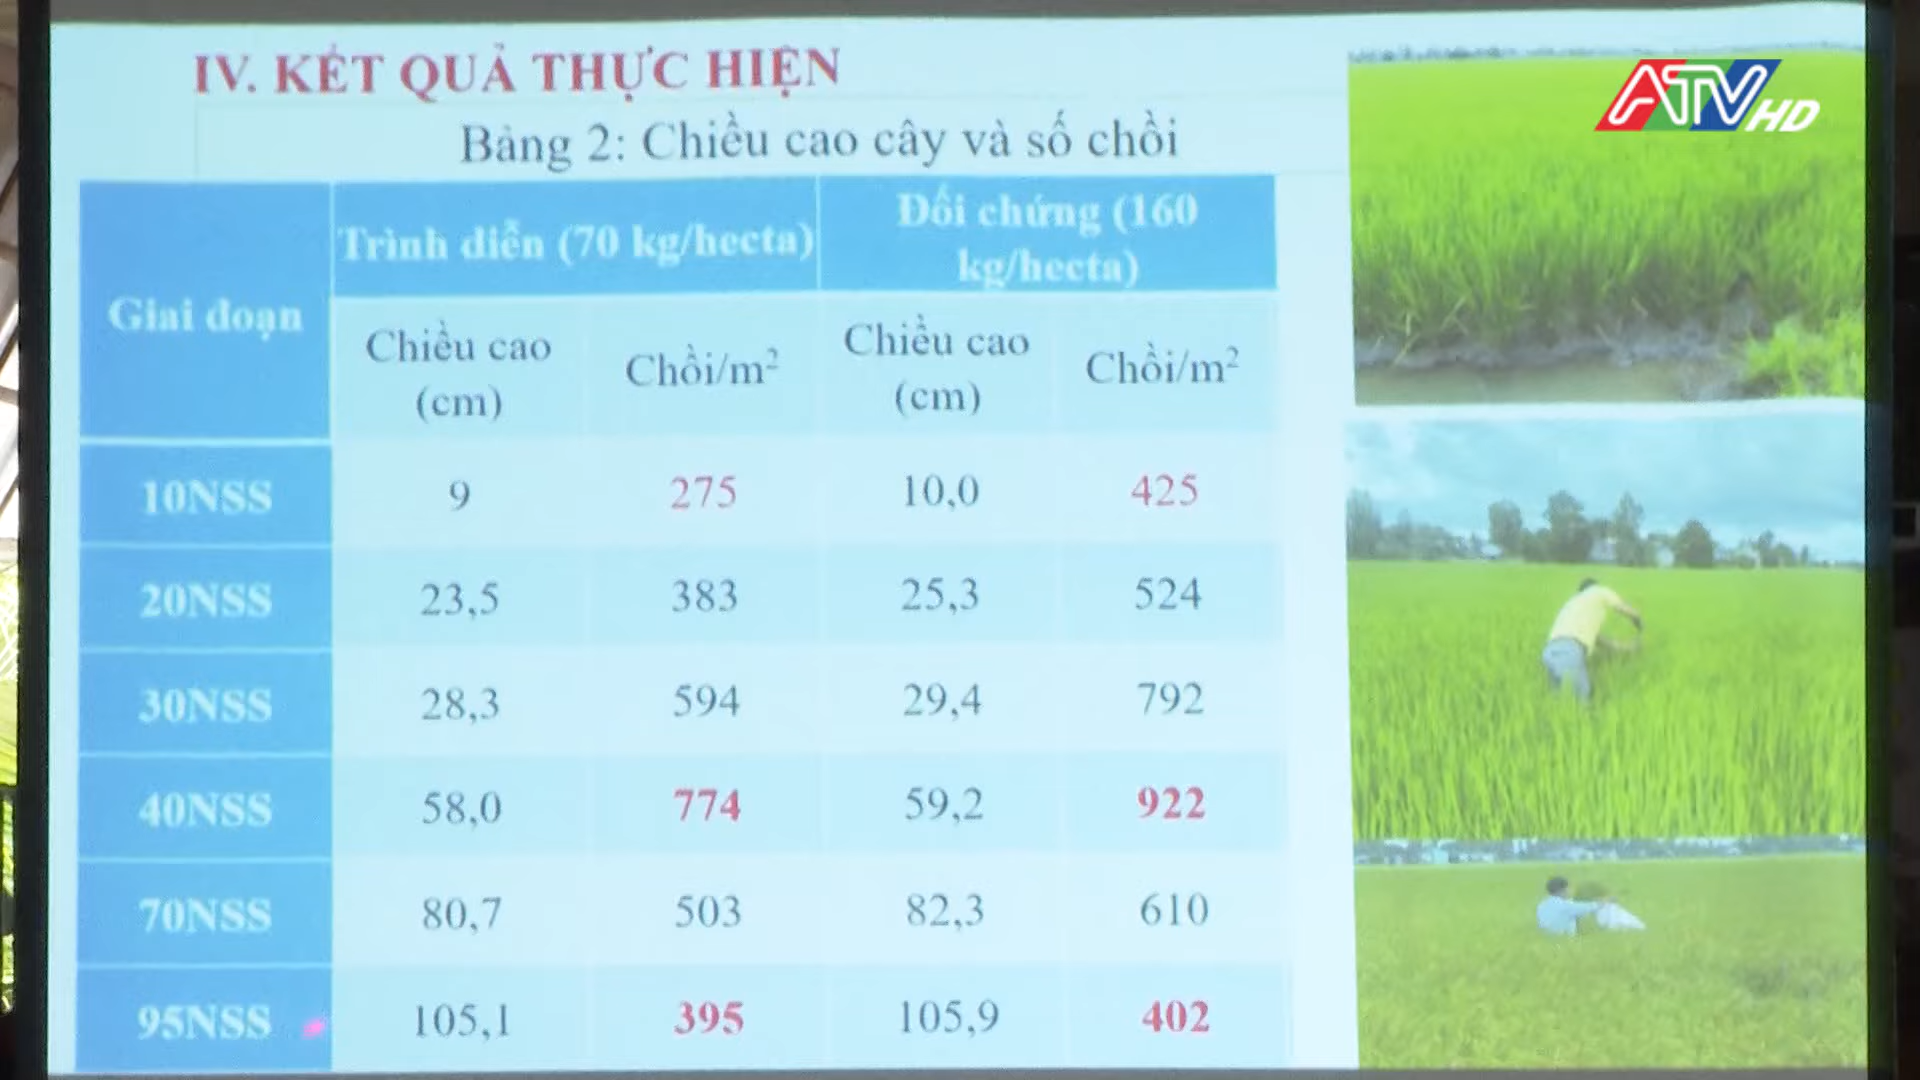 IV. KẾT QUẢ THỰC HIỆN
ATV HD
Bảng 2: Chiều cao cây và số chồi
Giai đoạn
Trình diễn (70 kg/hecta)
Đối chứng (160
kg/hecta)
Chiều cao
(cm)
Chồi/m²
Chiều cao
(cm)
Chồi/m²
10NSS 9 275 10,0 425
20NSS 23,5 383 25,3 524
30NSS 28,3 594 29,4 792
40NSS 58,0 774 59,2 922
70NSS 80,7 503 82,3 610
95NSS 105,1 395 105,9 402